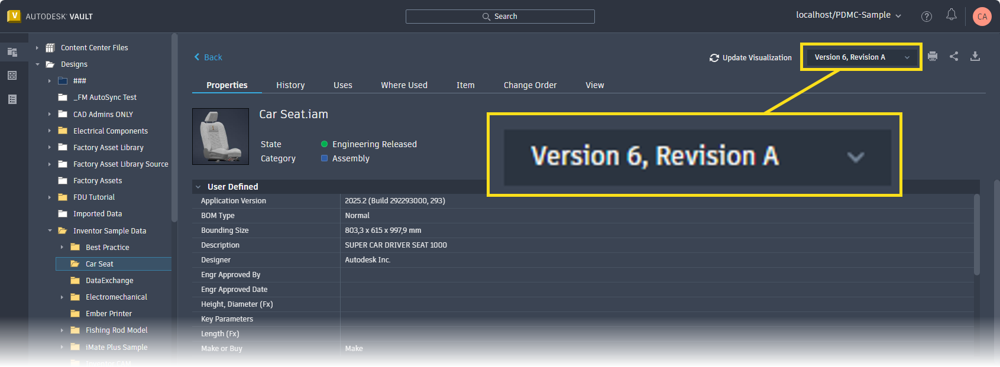 V AUTODESK® VAULT
Search
localhost/PDMC-Sample
?
CA
Content Center Files
Designs
###
_FM AutoSync Test
CAD Admins ONLY
Electrical Components
Factory Asset Library
Factory Asset Library Source
Factory Assets
FDU Tutorial
Imported Data
Inventor Sample Data
Best Practice
Car Seat
DataExchange
Electromechanical
Ember Printer
Fishing Rod Model
iMate Plus Sample
Back
Update Visualization
Version 6, Revision A
Properties History Uses Where Used Item Change Order View
Car Seat.iam
State Engineering Released
Category Assembly
Version 6, Revision A
User Defined
Application Version 2025.2 (Build 292293000, 293)
BOM Type Normal
Bounding Size 803,3 x 615 x 997,9 mm
Description SUPER CAR DRIVER SEAT 1000
Designer Autodesk Inc.
Engr Approved By
Engr Approved Date
Height, Diameter (Fx)
Key Parameters
Length (Fx)
Make or Buy Make